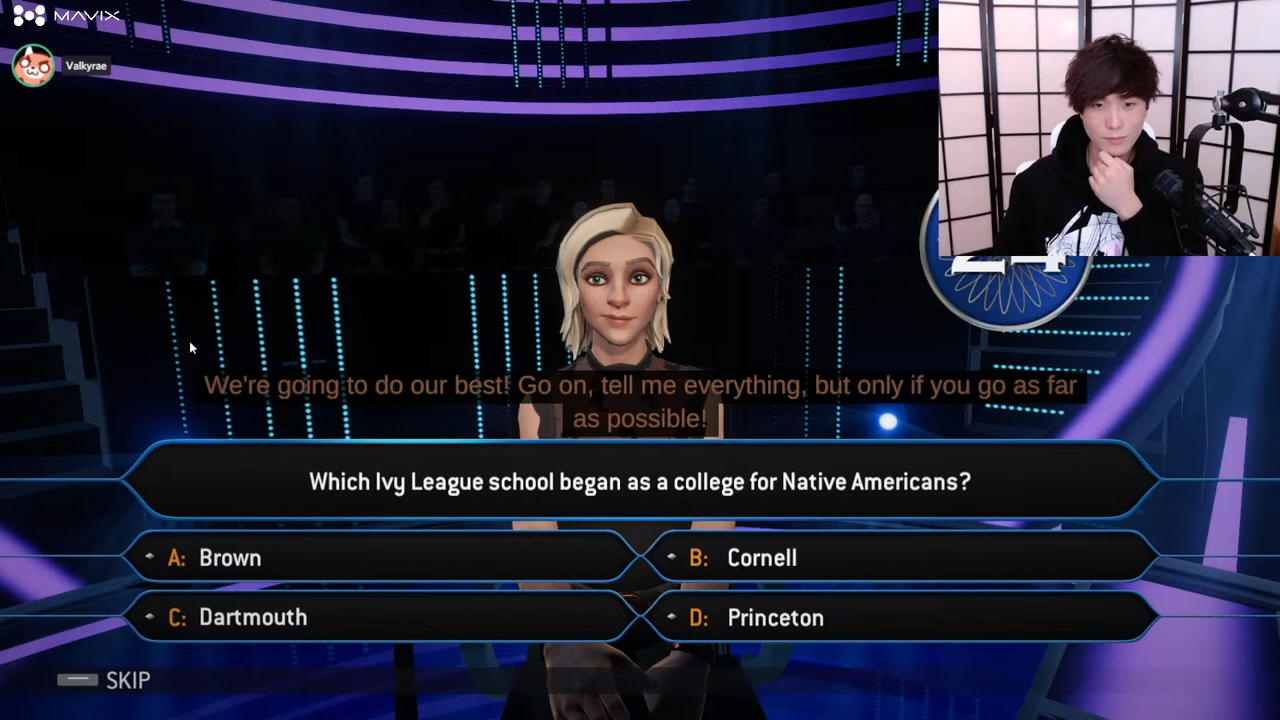 MAVIX
Valkyrae
We're going to do our best! Go on, tell me everything, but only if you go as far
as possible!
Which Ivy League school began as a college for Native Americans?
A: Brown
B: Cornell
C: Dartmouth
D: Princeton
SKIP